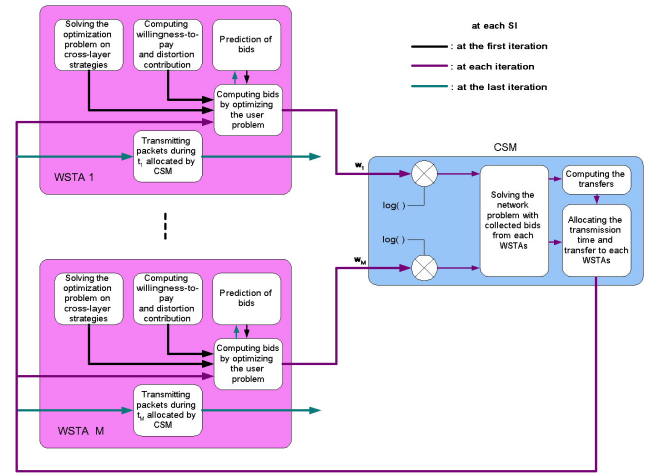 at each SI
: at the first iteration
: at each iteration
: at the last iteration
Solving the
optimization
problem on
cross-layer
strategies
Computing
willingness-to-
pay
and distortion
contribution
Prediction of
bids
Computing bids
by optimizing
the user
problem
Transmitting
packets during
t1 allocated by
CSM
WSTA 1
w1
CSM
log( )
log( )
wM
Solving the
network
problem with
collected bids
from each
WSTAs
Computing the
transfers
Allocating the
transmission
time and
transfer to each
WSTAs
Solving the
optimization
problem on
cross-layer
strategies
Computing
willingness-to-
pay
and distortion
contribution
Prediction of
bids
Computing bids
by optimizing
the user
problem
Transmitting
packets during
tM allocated by
CSM
WSTA M